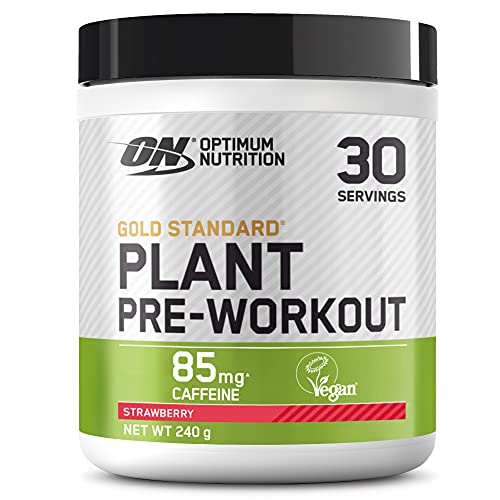 ON® OPTIMUM
NUTRITION
30
SERVINGS
GOLD STANDARD®
PLANT
PRE-WORKOUT
85mg^
CAFFEINE
Vegan
STRAWBERRY
NET WT 240 g